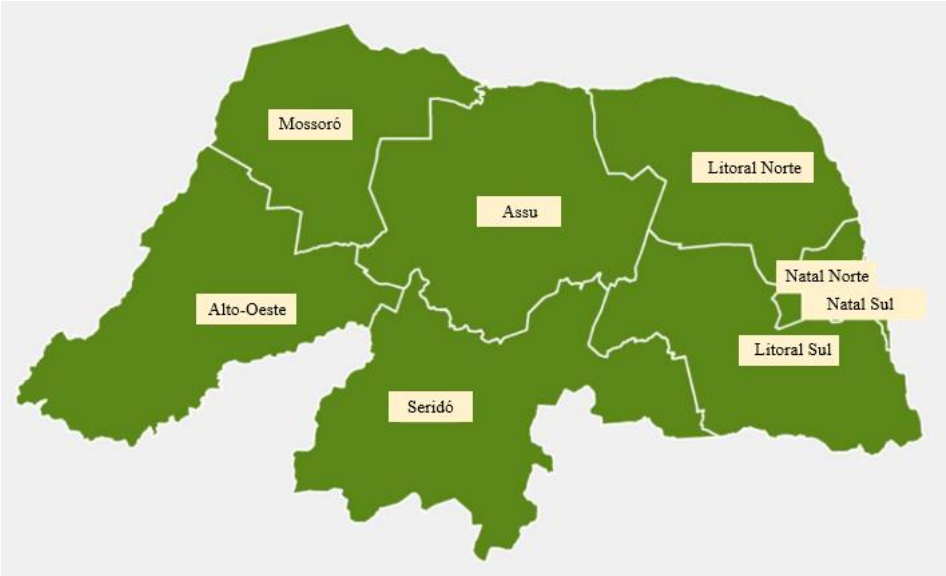 Mossoró
Litoral Norte
Assu
Natal Norte
Natal Sul
Alto-Oeste
Litoral Sul
Seridó